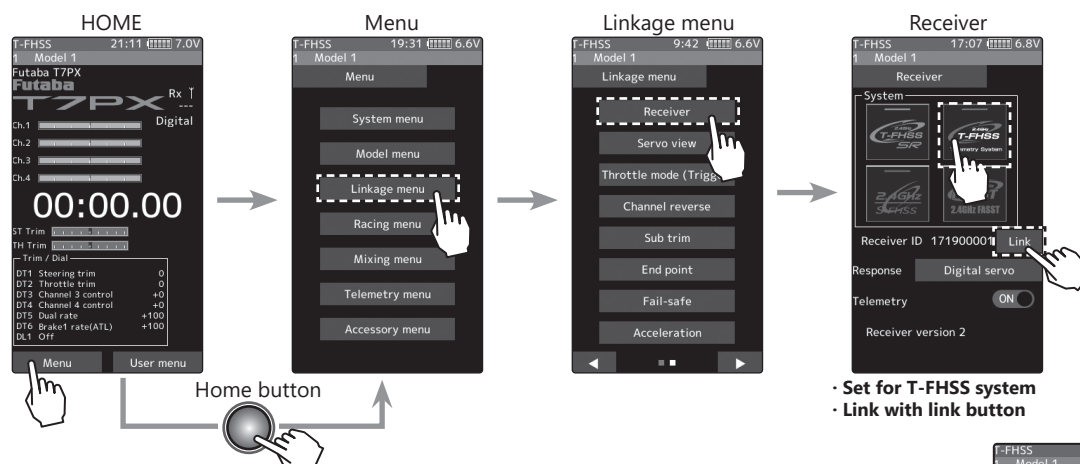 HOME
T-FHSS 21:11 7.0V
1 Model 1
Futaba T7PX
Futaba
T7PX
Rx
---
Digital
Ch.1
Ch.2
Ch.3
Ch.4
00:00.00
ST Trim
TH Trim
Trim / Dial
DT1 Steering trim 0
DT2 Throttle trim 0
DT3 Channel 3 control +0
DT4 Channel 4 control +0
DT5 Dual rate +100
DT6 Brake1 rate(ATL) +100
DL1 Off
Menu User menu
Home button
Menu
T-FHSS 19:31 6.6V
1 Model 1
Menu
System menu
Model menu
Linkage menu
Racing menu
Mixing menu
Telemetry menu
Accessory menu
Linkage menu
T-FHSS 9:42 6.6V
1 Model 1
Linkage menu
Receiver
Servo view
Throttle mode (Trigg
Channel reverse
Sub trim
End point
Fail-safe
Acceleration
Receiver
T-FHSS 17:07 6.8V
1 Model 1
Receiver
System
2.4GHz
T-FHSS
SR
2.4GHz
T-FHSS
emetry System
2.4GHz
S-FHSS
2.4GHz FASST
Receiver ID 171900001 Link
Response Digital servo
Telemetry ON
Receiver version 2
· Set for T-FHSS system
· Link with link button
T-FHSS
1 Model 1